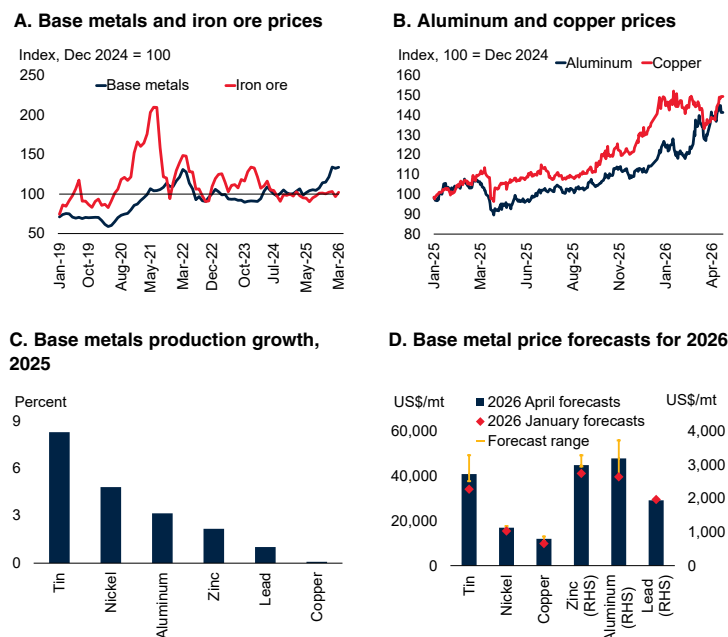 A. Base metals and iron ore prices
Index, Dec 2024 = 100
Base metals
Iron ore
250
200
150
100
50
Jan-19
Oct-19
Aug-20
May-21
Mar-22
Dec-22
Oct-23
Jul-24
May-25
Mar-26
B. Aluminum and copper prices
Index, 100 = Dec 2024
Aluminum
Copper
160
150
140
130
120
110
100
90
80
Jan-25
Mar-25
Jun-25
Aug-25
Nov-25
Jan-26
Apr-26
C. Base metals production growth,
2025
Percent
9
6
3
0
Tin
Nickel
Aluminum
Zinc
Lead
Copper
D. Base metal price forecasts for 2026
US$/mt
US$/mt
2026 April forecasts
2026 January forecasts
Forecast range
60,000
40,000
20,000
0
4,000
3,000
2,000
1,000
0
Tin
Nickel
Copper
Zinc
(RHS)
Aluminum
(RHS)
Lead
(RHS)